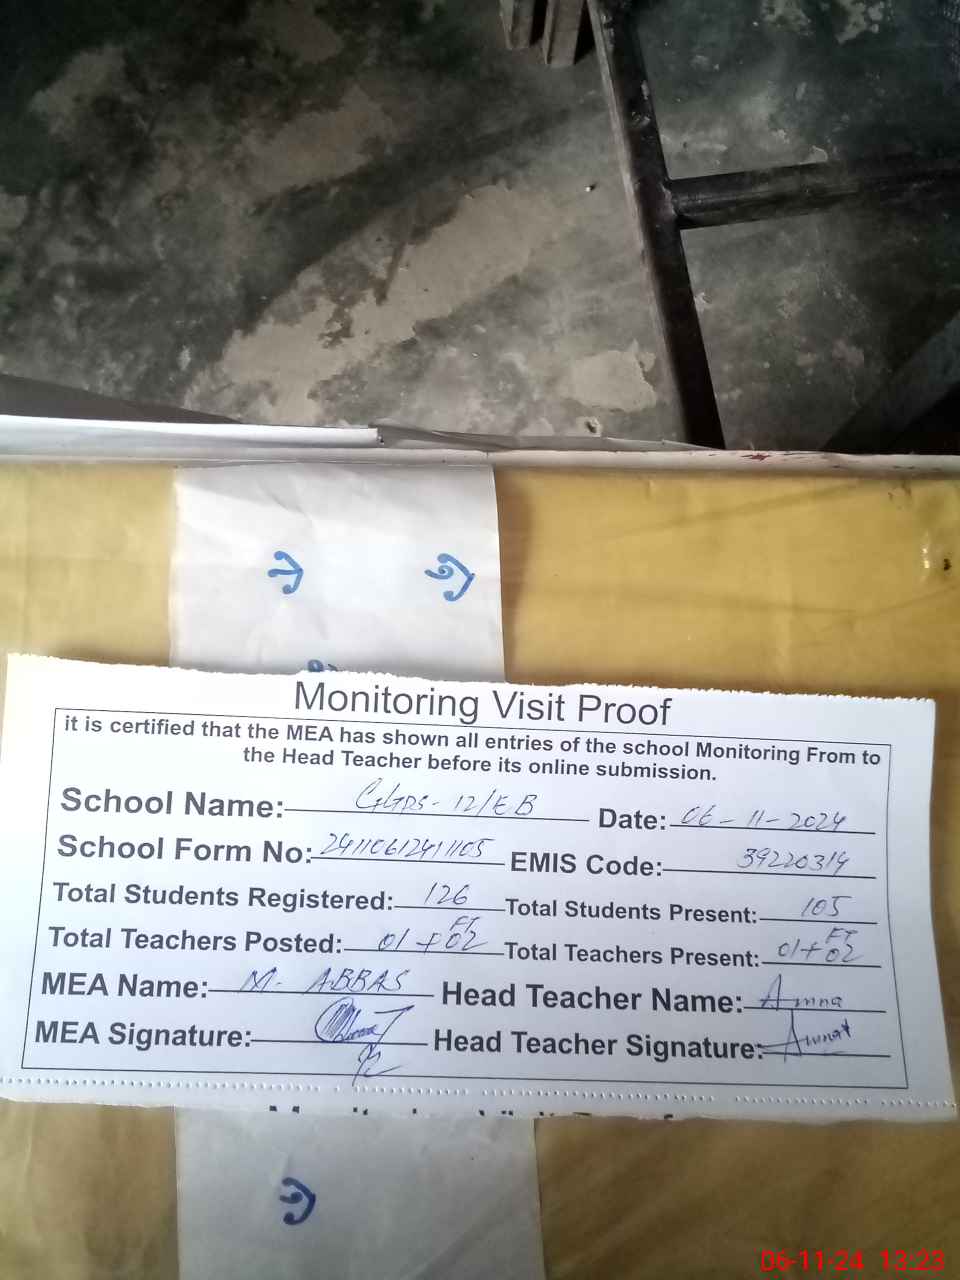 Monitoring Visit Proof
it is certified that the MEA has shown all entries of the school Monitoring From to
the Head Teacher before its online submission.
School Name: GGPS-12/EB Date: 06-11-2024
School Form No: 24110612411105 EMIS Code: 39220319
Total Students Registered: 126 Total Students Present: 105
Total Teachers Posted: 01+02 FT Total Teachers Present: 01+02 FT
MEA Name: M. ABBAS Head Teacher Name: Amna
MEA Signature: Head Teacher Signature: Amna
06-11-24 13:23